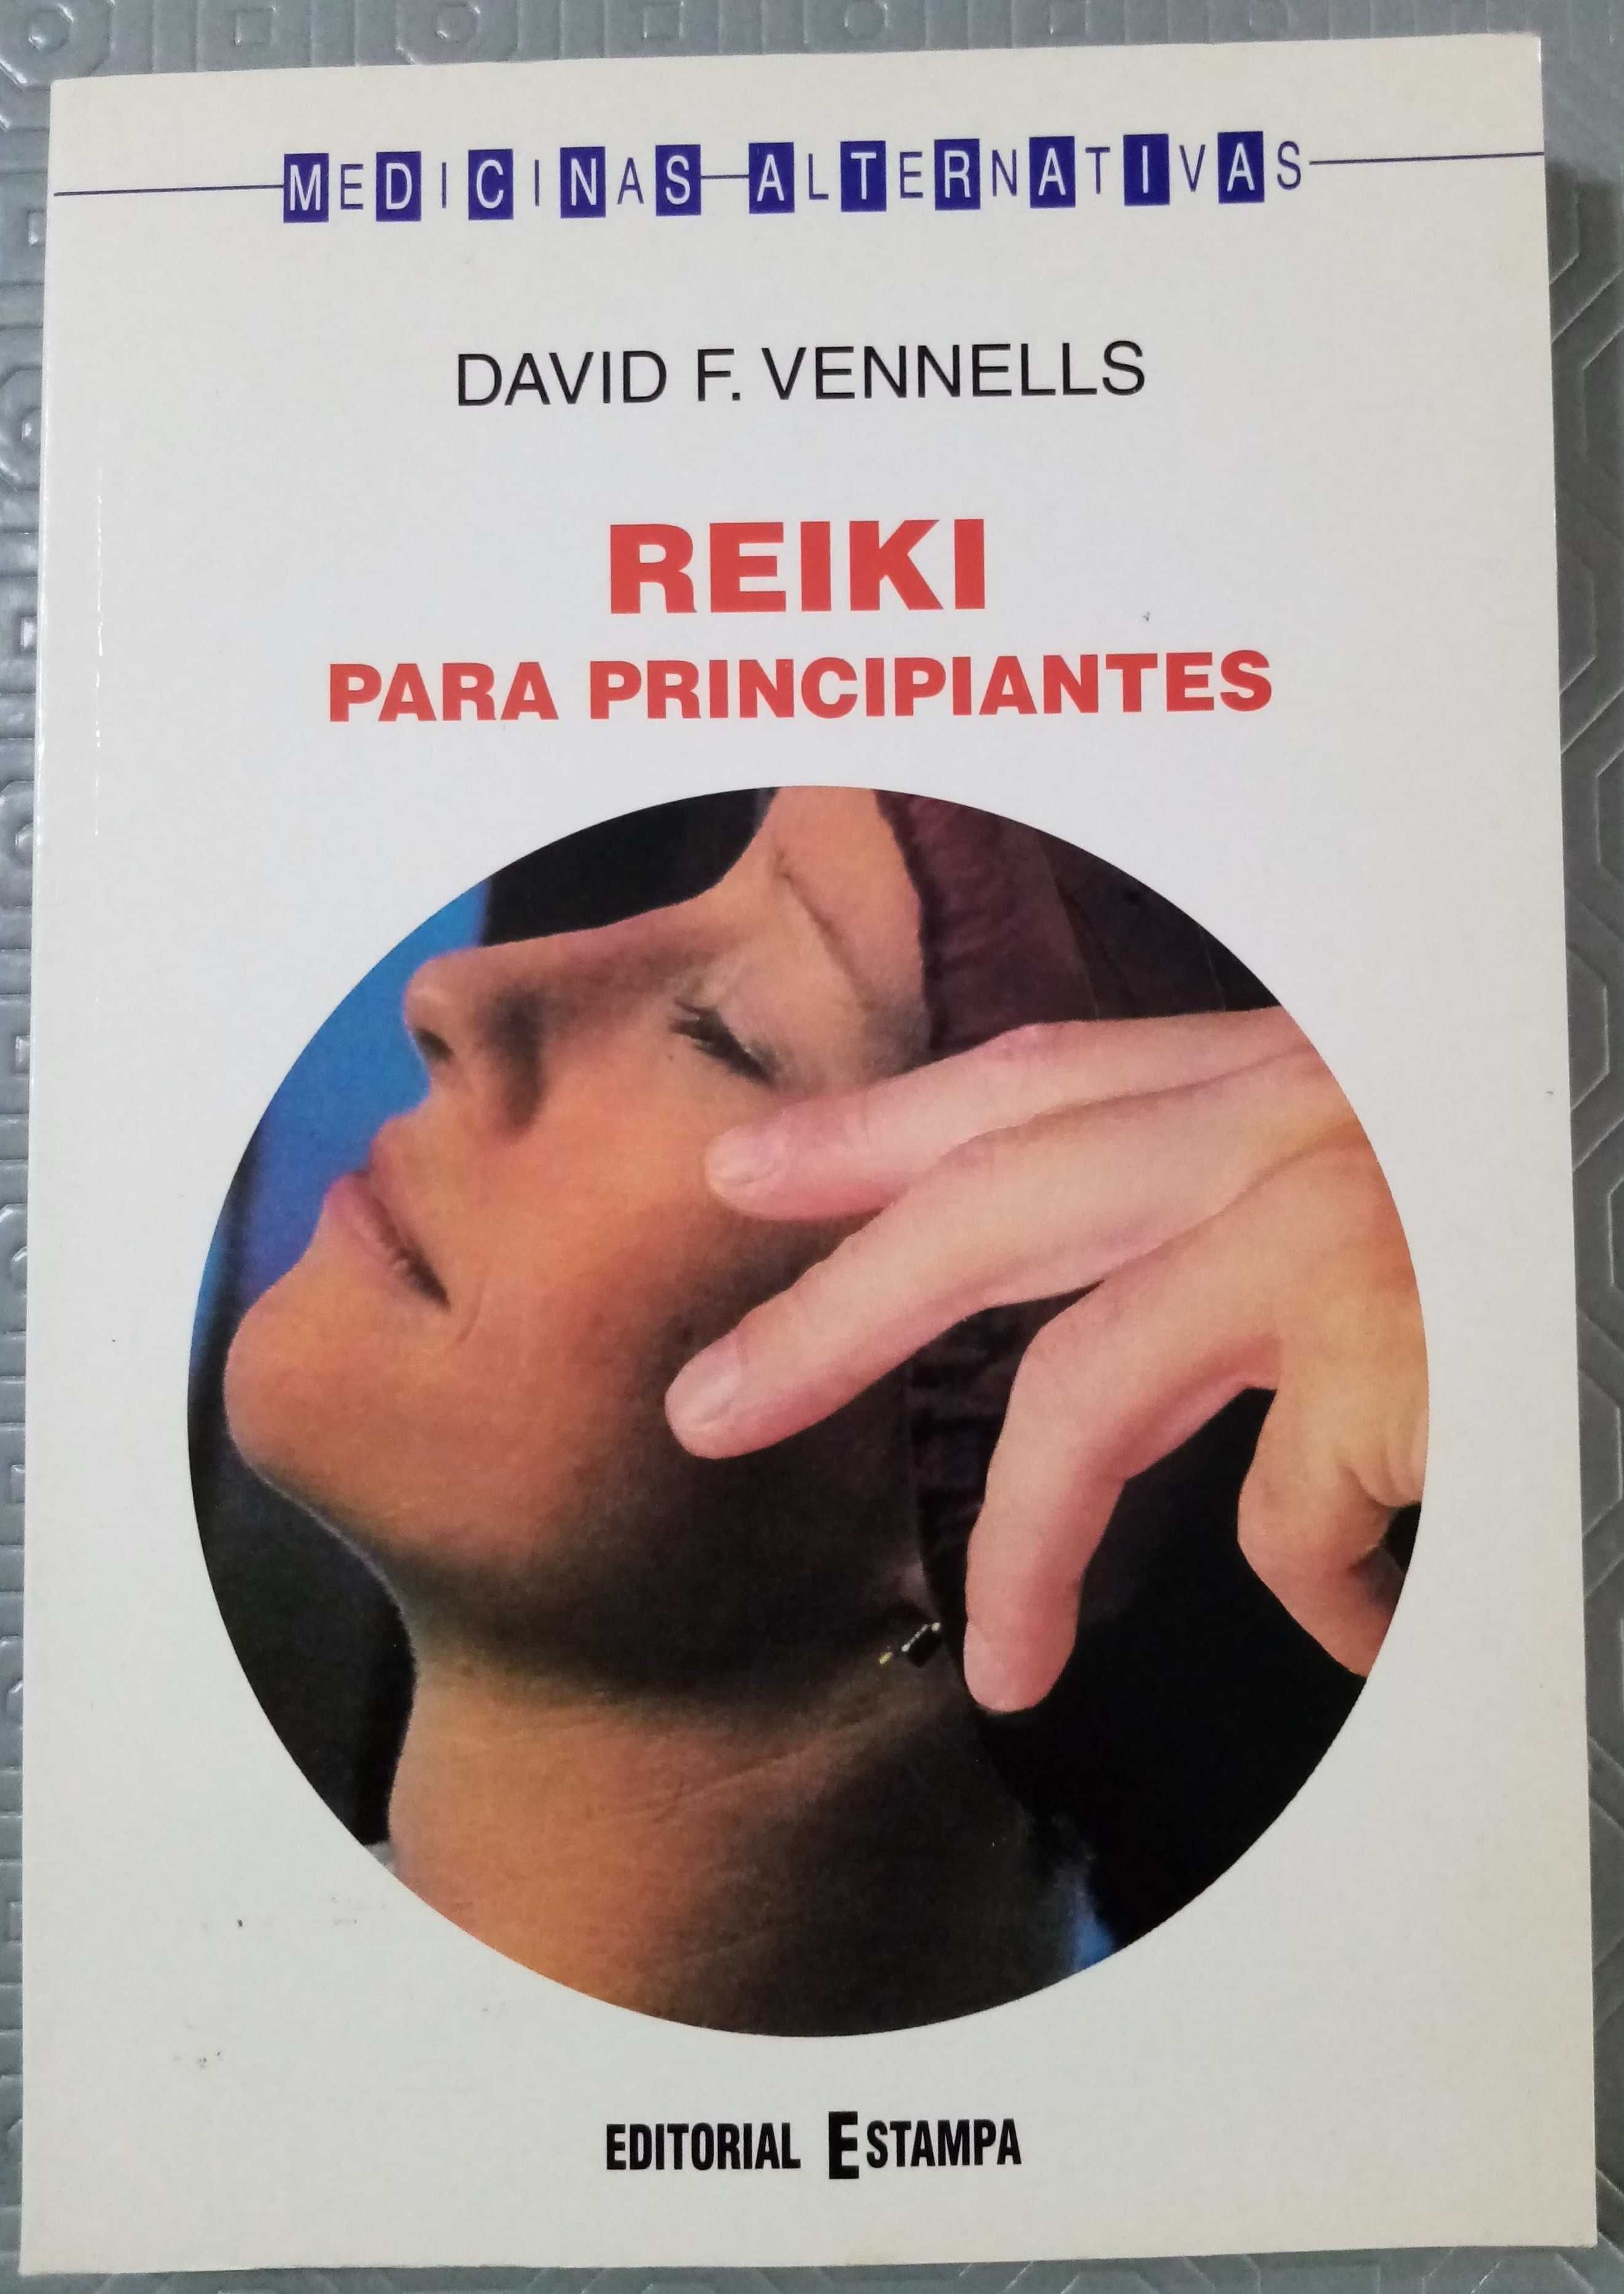 MEDICINAS ALTERNATIVAS
DAVID F. VENNELLS
REIKI
PARA PRINCIPIANTES
EDITORIAL ESTAMPA